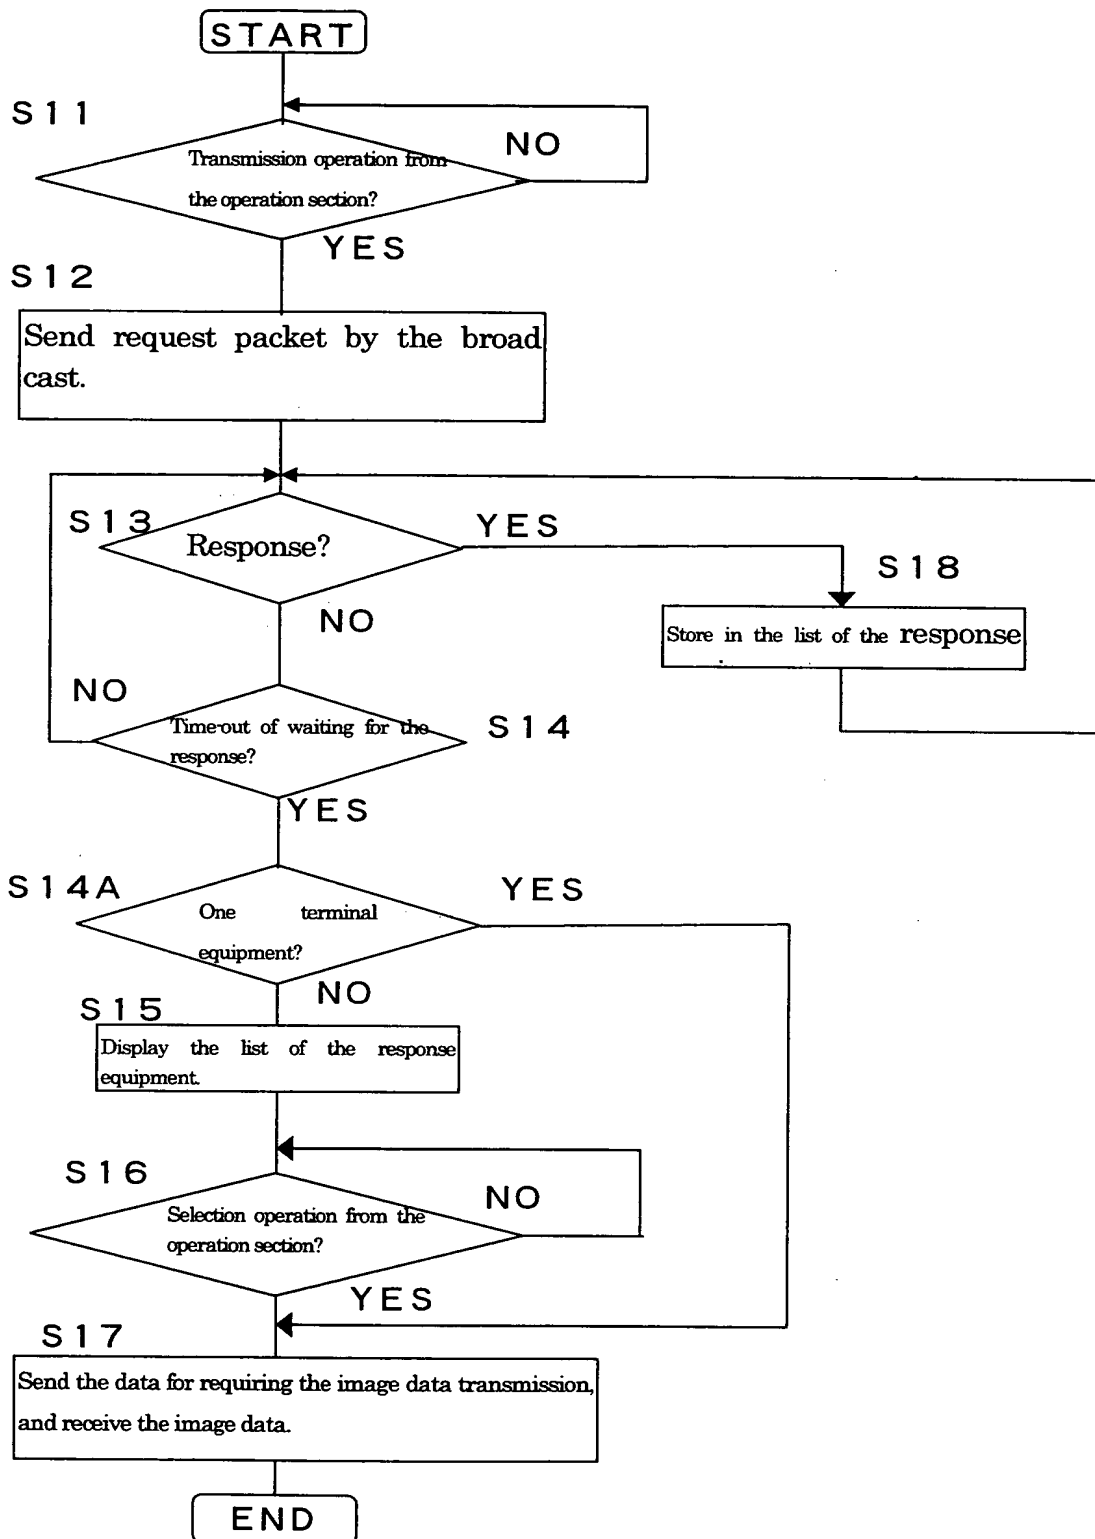 START
S11
NO
Transmission operation from
the operation section?
YES
S12
Send request packet by the broad
cast.
S13
YES
Response?
S18
NO
Store in the list of the response
NO
Time-out of waiting for the
response?
S14
YES
S14A
YES
One terminal
equipment?
NO
S15
Display the list of the response
equipment.
S16
NO
Selection operation from the
operation section?
YES
S17
Send the data for requiring the image data transmission,
and receive the image data.
END